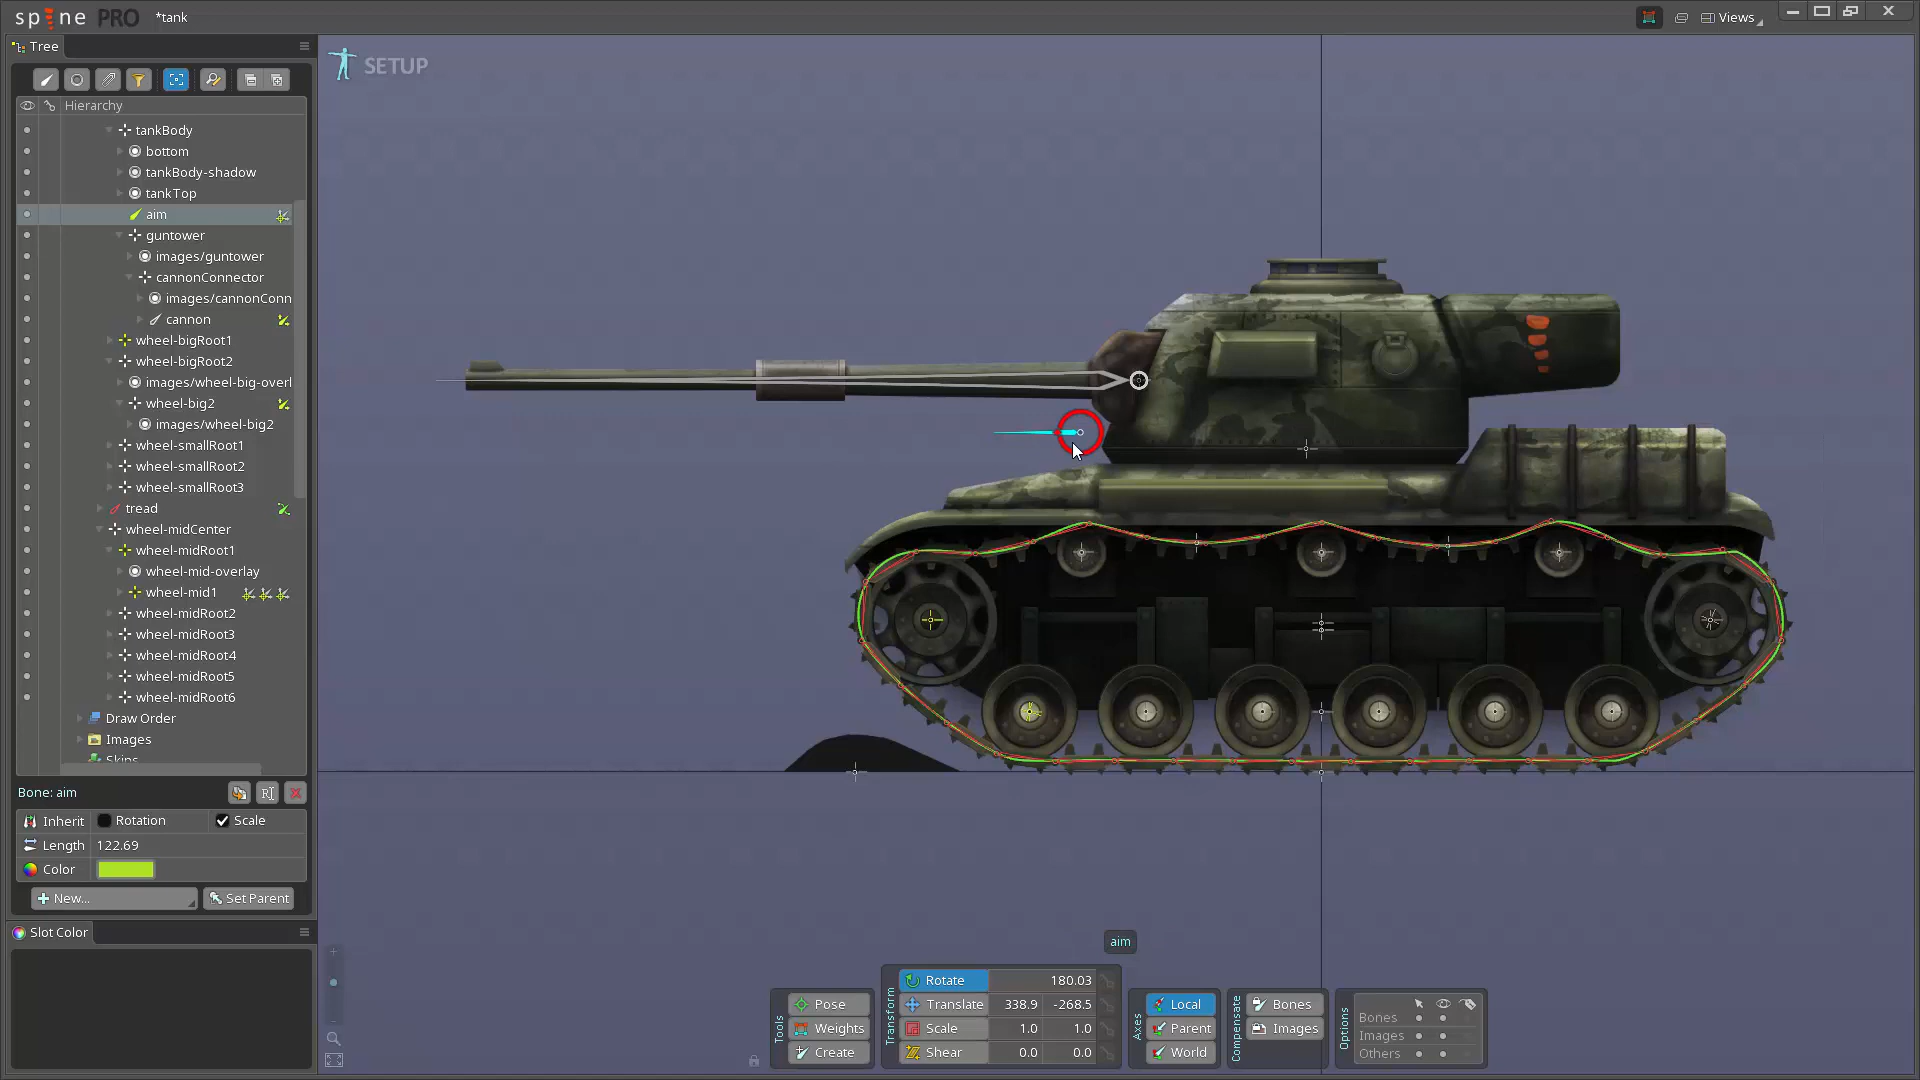 spine PRO *tank Views
Tree
SETUP
Hierarchy
tankBody
bottom
tankBody-shadow
tankTop
aim
guntower
images/guntower
cannonConnector
images/cannonConn
cannon
wheel-bigRoot1
wheel-bigRoot2
images/wheel-big-overl
wheel-big2
images/wheel-big2
wheel-smallRoot1
wheel-smallRoot2
wheel-smallRoot3
tread
wheel-midCenter
wheel-midRoot1
wheel-mid-overlay
wheel-mid1
wheel-midRoot2
wheel-midRoot3
wheel-midRoot4
wheel-midRoot5
wheel-midRoot6
Draw Order
Images
Skins
Bone: aim
Inherit Rotation Scale
Length 122.69
Color
New... Set Parent
Slot Color
aim
Tools
Pose
Weights
Create
Transform
Rotate 180.03
Translate 338.9 -268.5
Scale 1.0 1.0
Shear 0.0 0.0
Axes
Local
Parent
World
Compensate
Bones
Images
Options
Bones
Images
Others